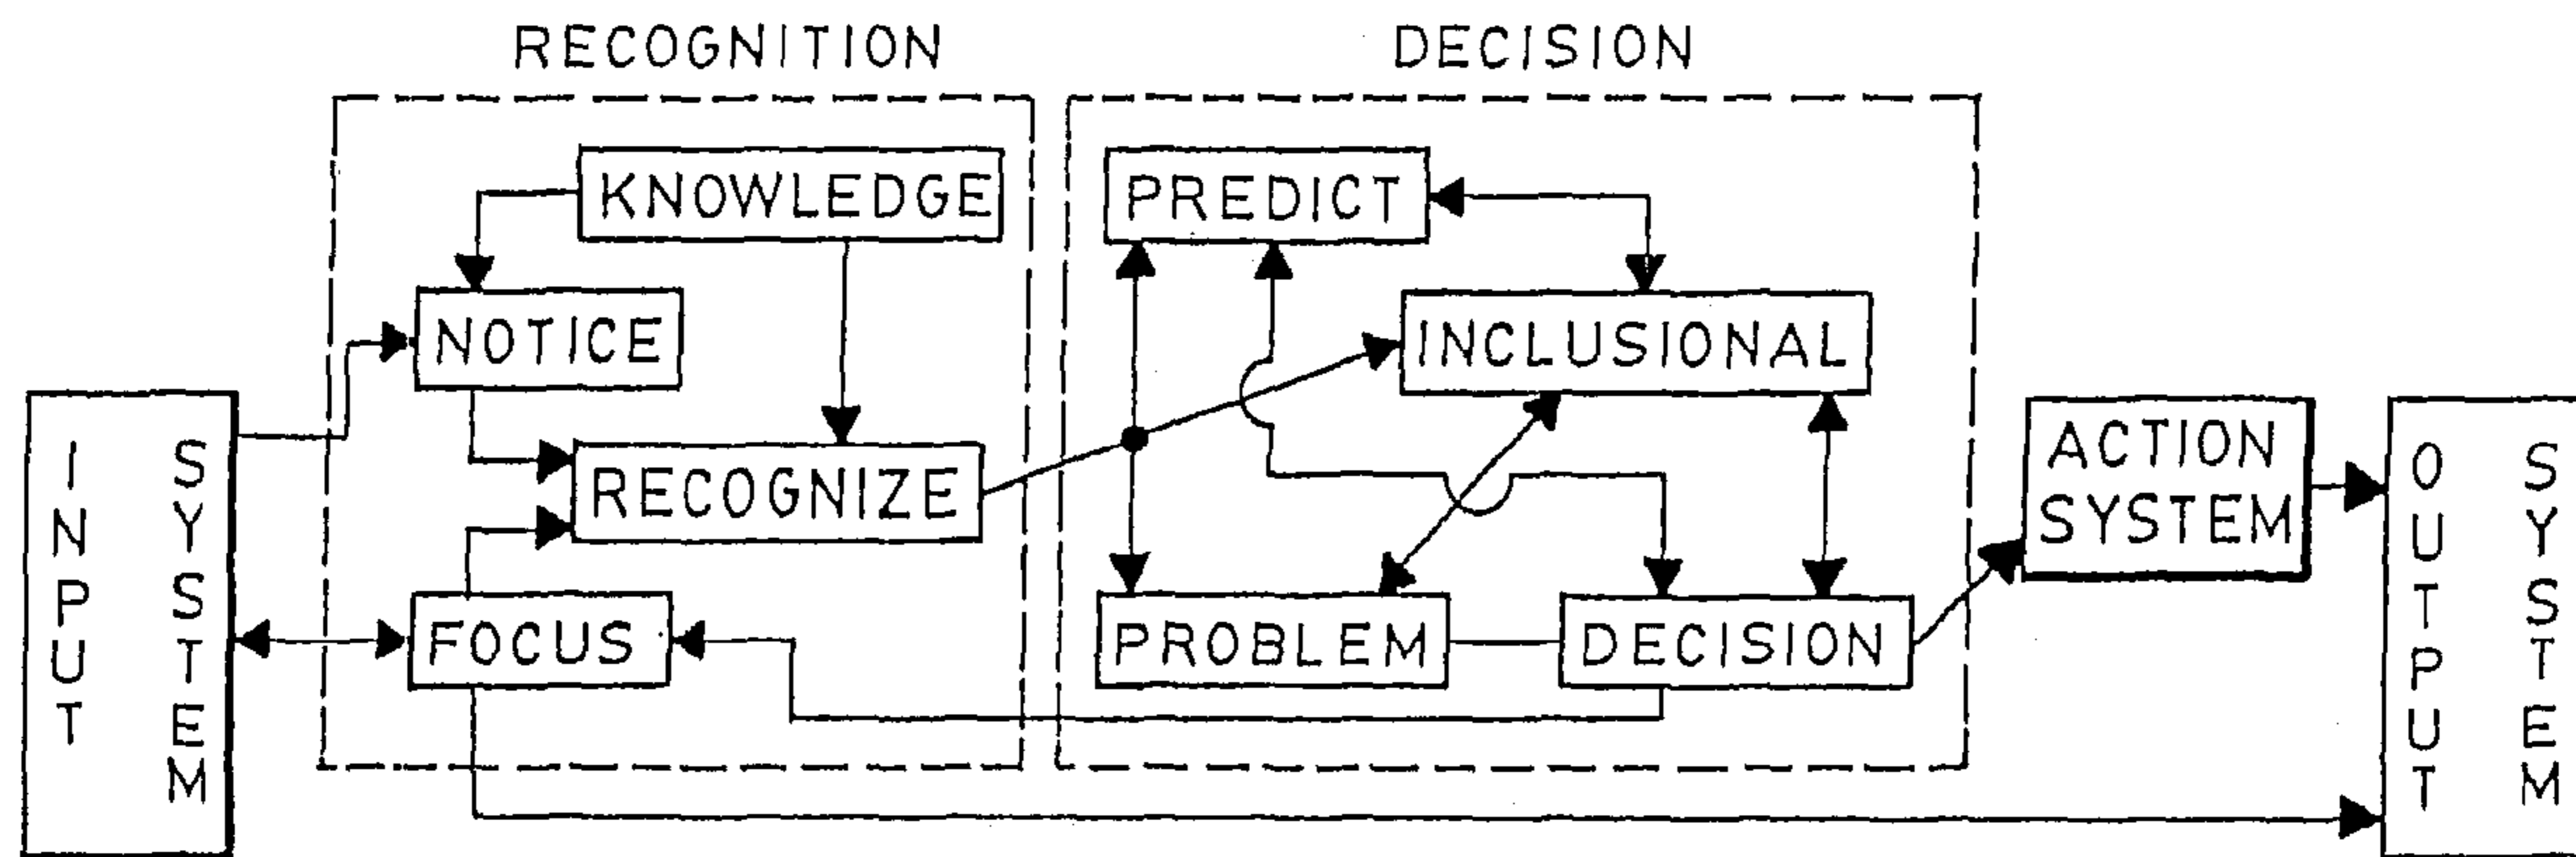 RECOGNITION
DECISION
KNOWLEDGE
PREDICT
NOTICE
INCLUSIONAL
INPUT SYSTEM
RECOGNIZE
ACTION
SYSTEM
OUTPUT SYSTEM
FOCUS
PROBLEM
DECISION